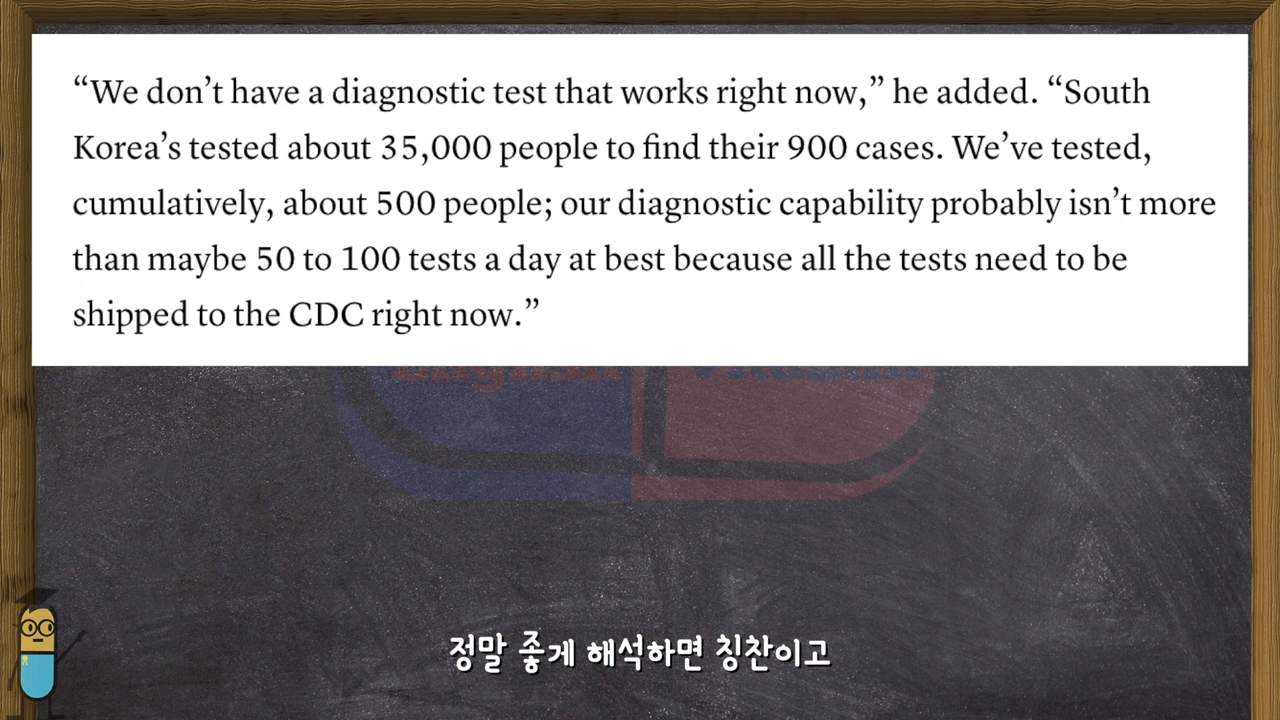 “We don’t have a diagnostic test that works right now,” he added. “South
Korea’s tested about 35,000 people to find their 900 cases. We’ve tested,
cumulatively, about 500 people; our diagnostic capability probably isn’t more
than maybe 50 to 100 tests a day at best because all the tests need to be
shipped to the CDC right now.”
정말 좋게 해석하면 칭찬이고